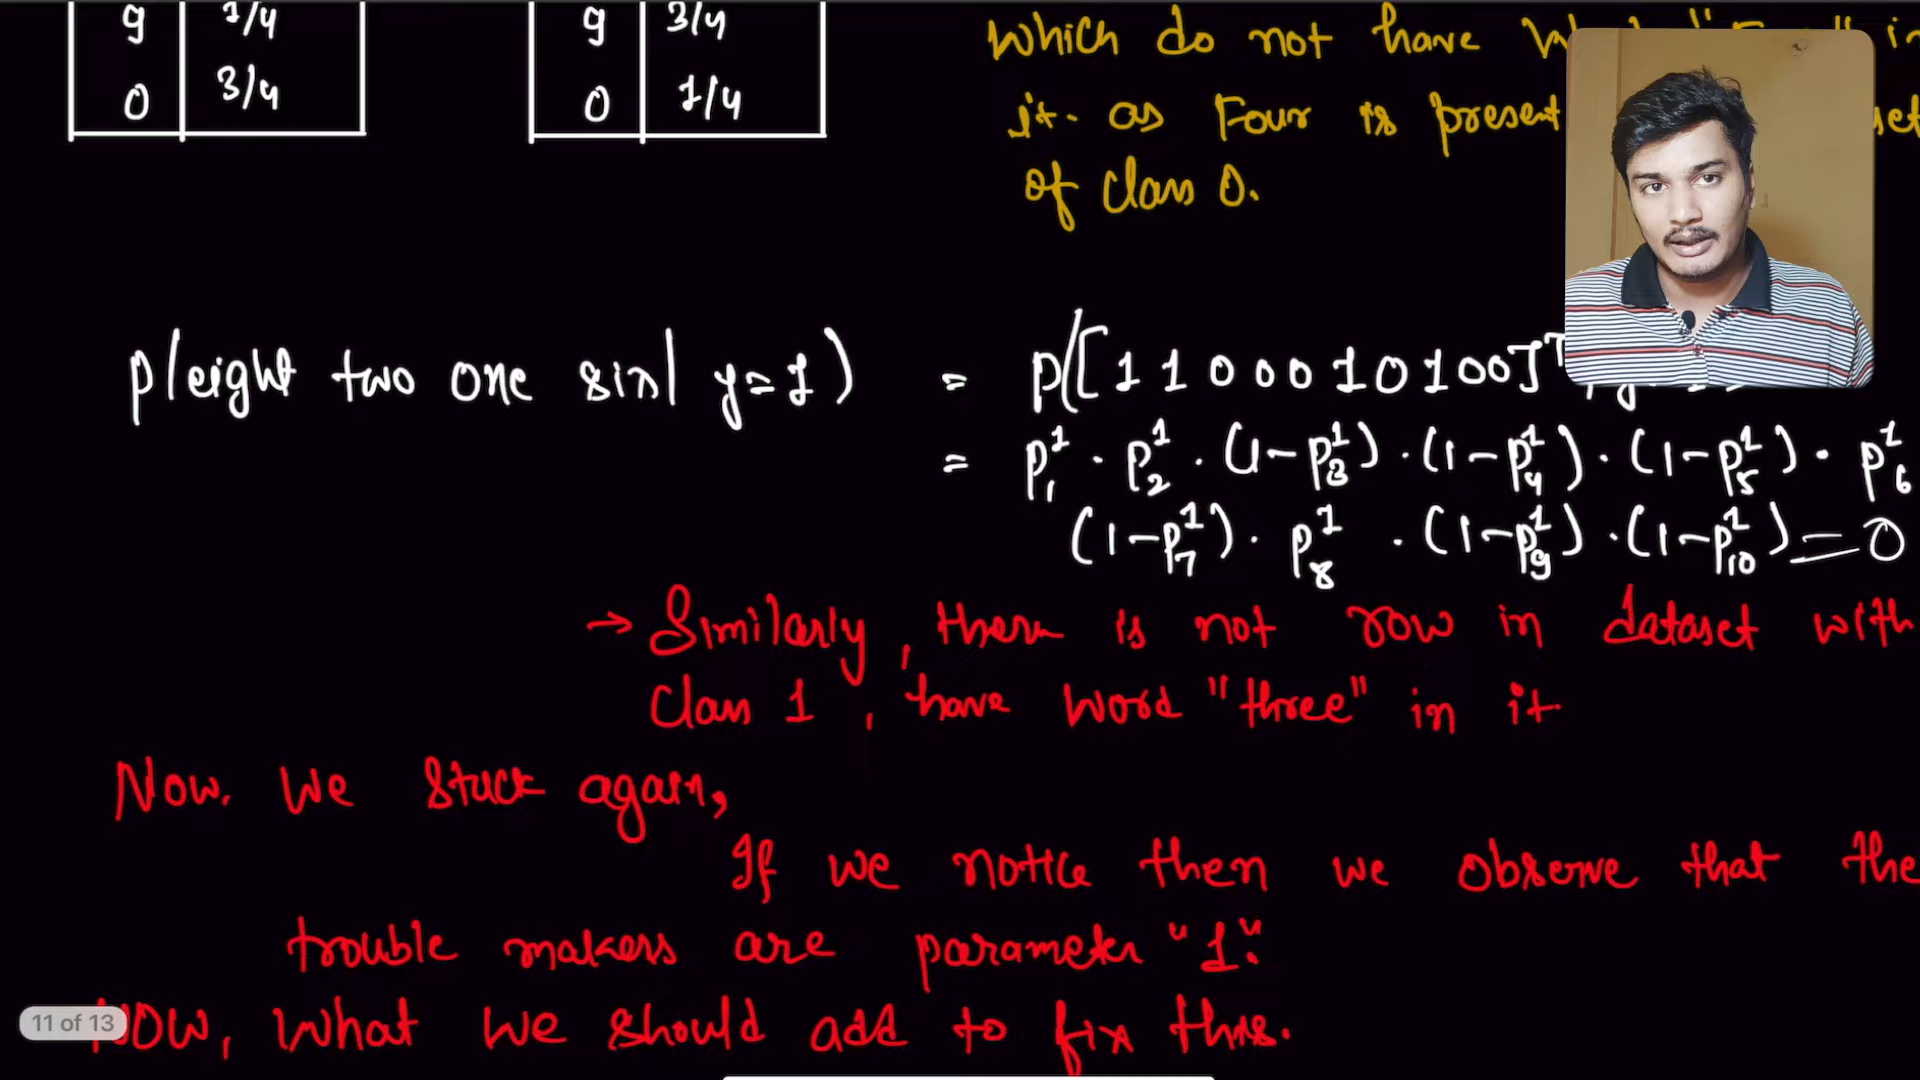 9 1/4
0 3/4
9 3/4
0 1/4
Which do not have in
it. as Four is present set
of class 0.
P(eight two one six| y=1) = P([1 1 0 0 0 1 0 1 0 0]ᵀ
= p₁¹ · p₂¹ · (1-p₃¹) · (1-p₄¹) · (1-p₅¹) · p₆¹
(1-p₇¹) · p₈¹ · (1-p₉¹) · (1-p₁₀¹) = 0
→ Similarly, there is not row in dataset with
Class 1, have word "three" in it.
Now. We stuck again,
If we notice then we observe that the
trouble makers are parameter "1".
NOW, What we should add to fix this.
11 of 13